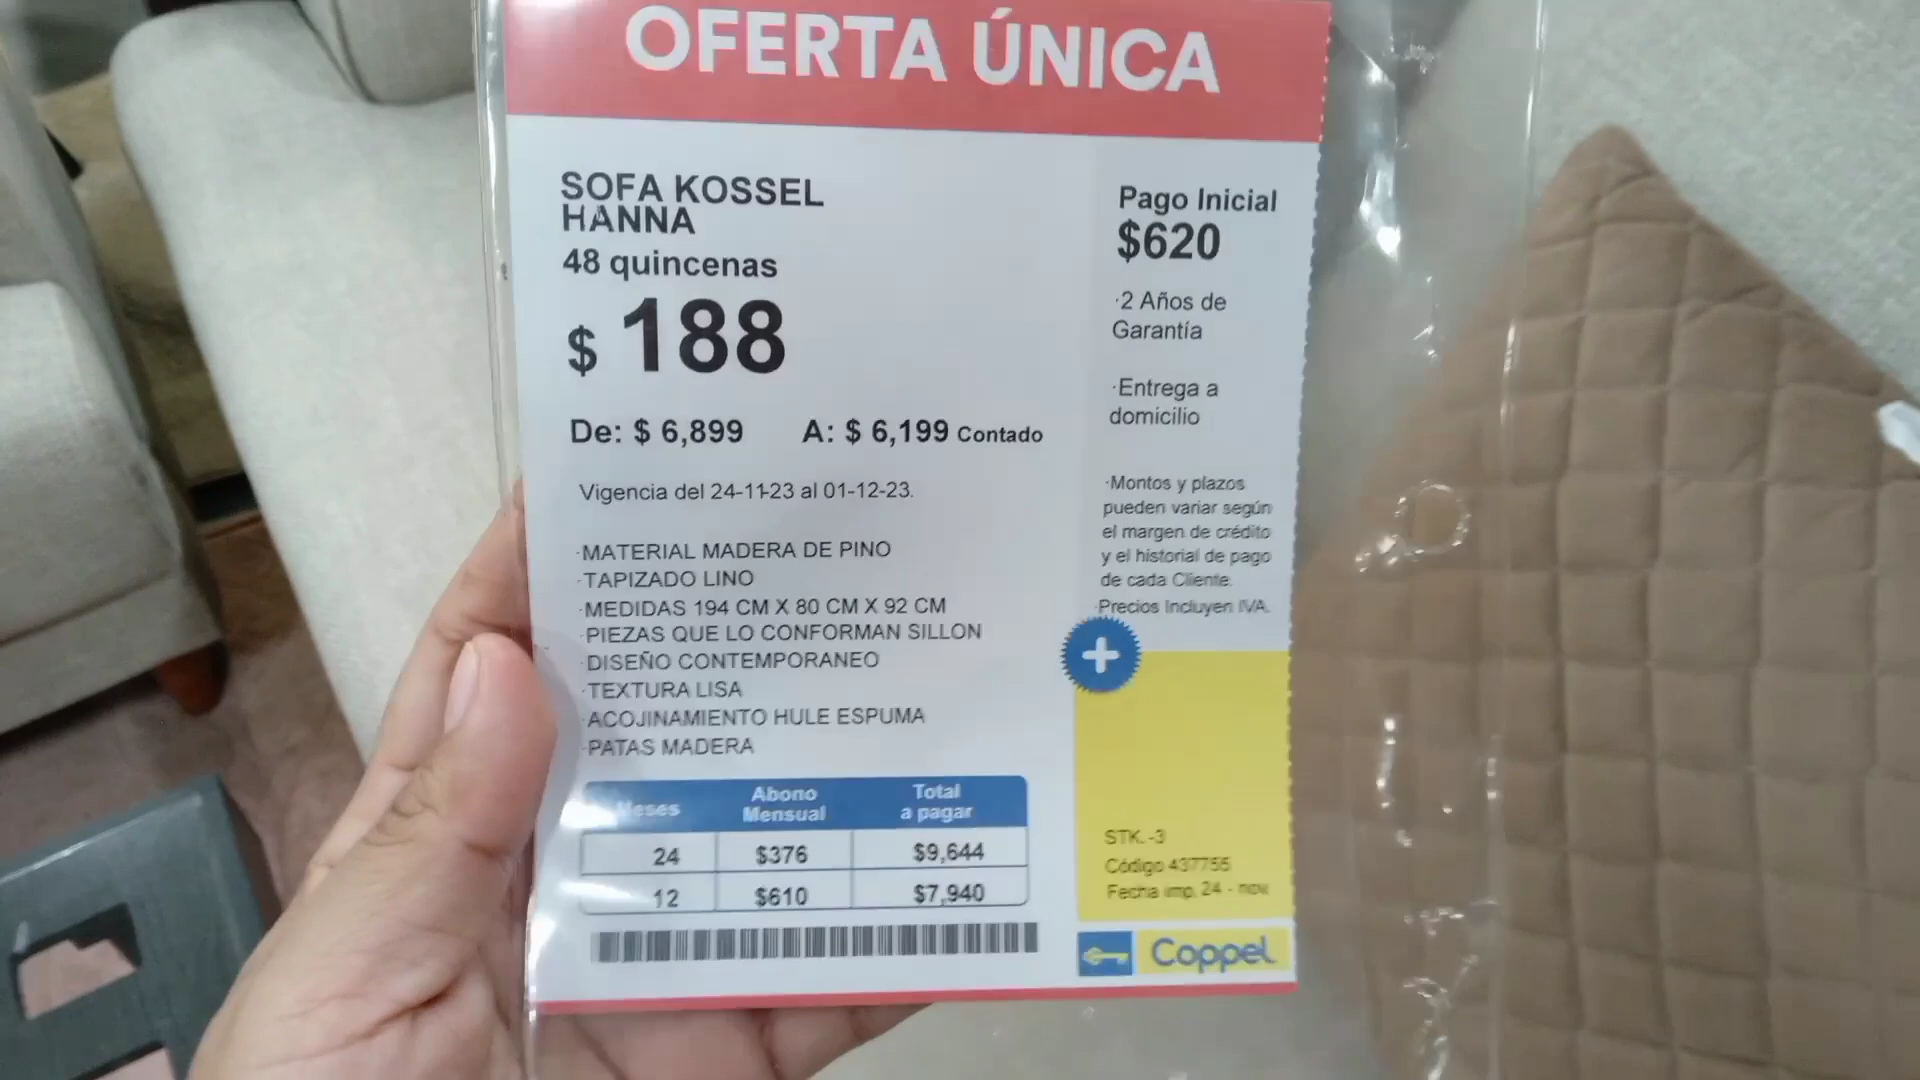 OFERTA ÚNICA
SOFA KOSSEL
HANNA
48 quincenas
$ 188
De: $ 6,899 A: $ 6,199 Contado
Vigencia del 24-11-23 al 01-12-23.
·MATERIAL MADERA DE PINO
·TAPIZADO LINO
·MEDIDAS 194 CM X 80 CM X 92 CM
·PIEZAS QUE LO CONFORMAN SILLON
·DISEÑO CONTEMPORANEO
·TEXTURA LISA
·ACOJINAMIENTO HULE ESPUMA
·PATAS MADERA
Meses Abono Mensual Total a pagar
24 $376 $9,644
12 $610 $7,940
Pago Inicial
$620
·2 Años de
Garantía
·Entrega a
domicilio
·Montos y plazos
pueden variar según
el margen de crédito
y el historial de pago
de cada Cliente.
·Precios Incluyen IVA.
+
STK.-3
Código 437755
Fecha imp. 24 - nov
Coppel